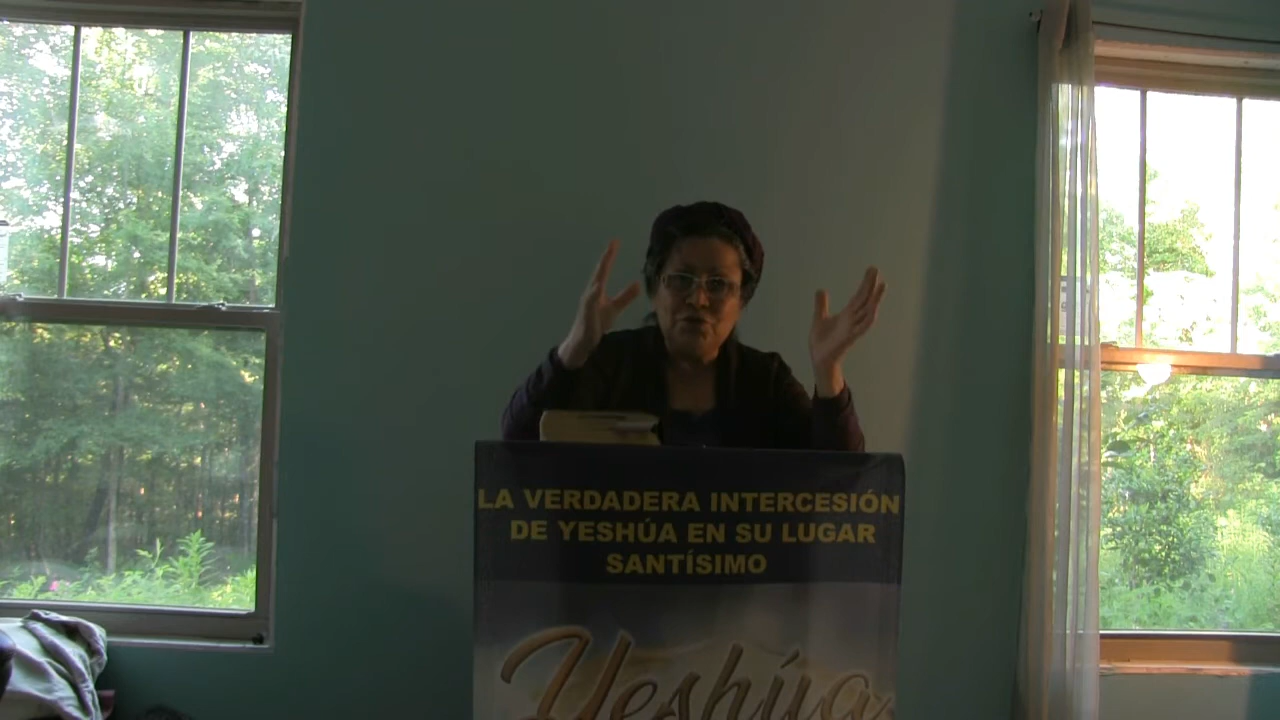 LA VERDADERA INTERCESIÓN
DE YESHÚA EN SU LUGAR
SANTÍSIMO
Yeshúa